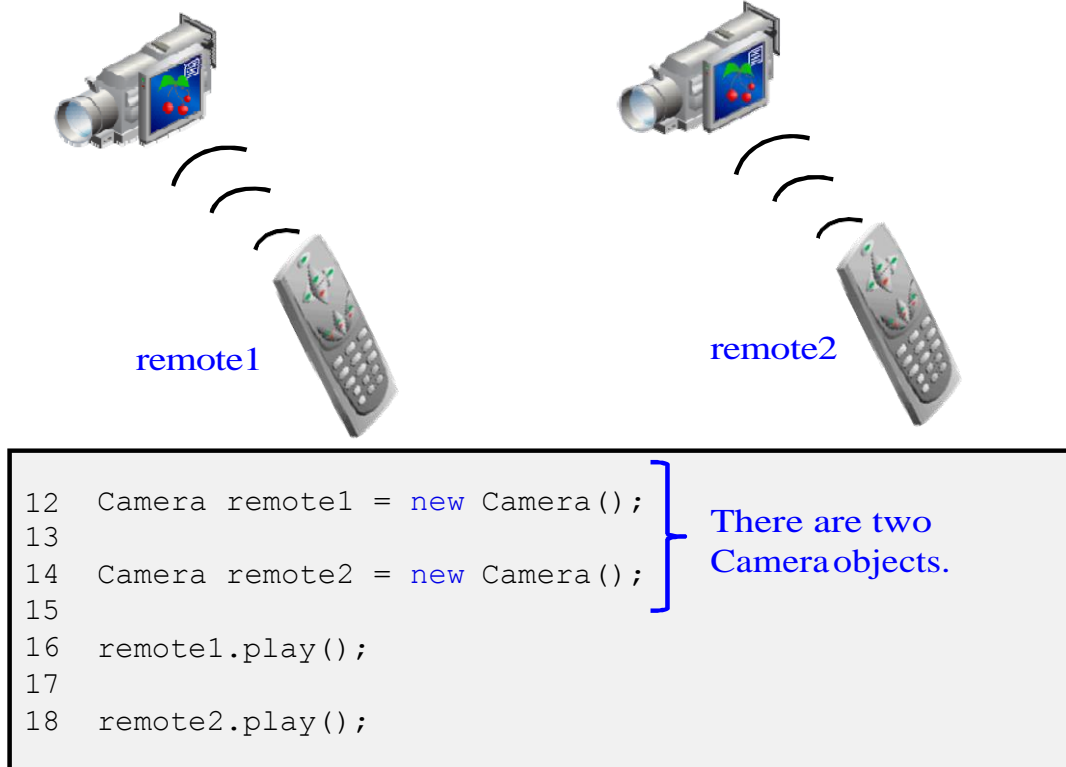 remote1
remote2
12 Camera remote1 = new Camera();
13
14 Camera remote2 = new Camera();
15
16 remote1.play();
17
18 remote2.play();
There are two
Camera objects.